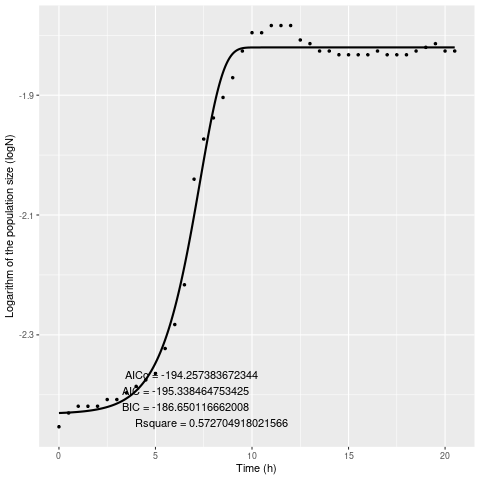 -1.9
-2.1
-2.3
Logarithm of the population size (logN)
AICc = -194.257383672344
AIC = -195.338464753425
BIC = -186.650116662008
Rsquare = 0.572704918021566
0
5
10
15
20
Time (h)